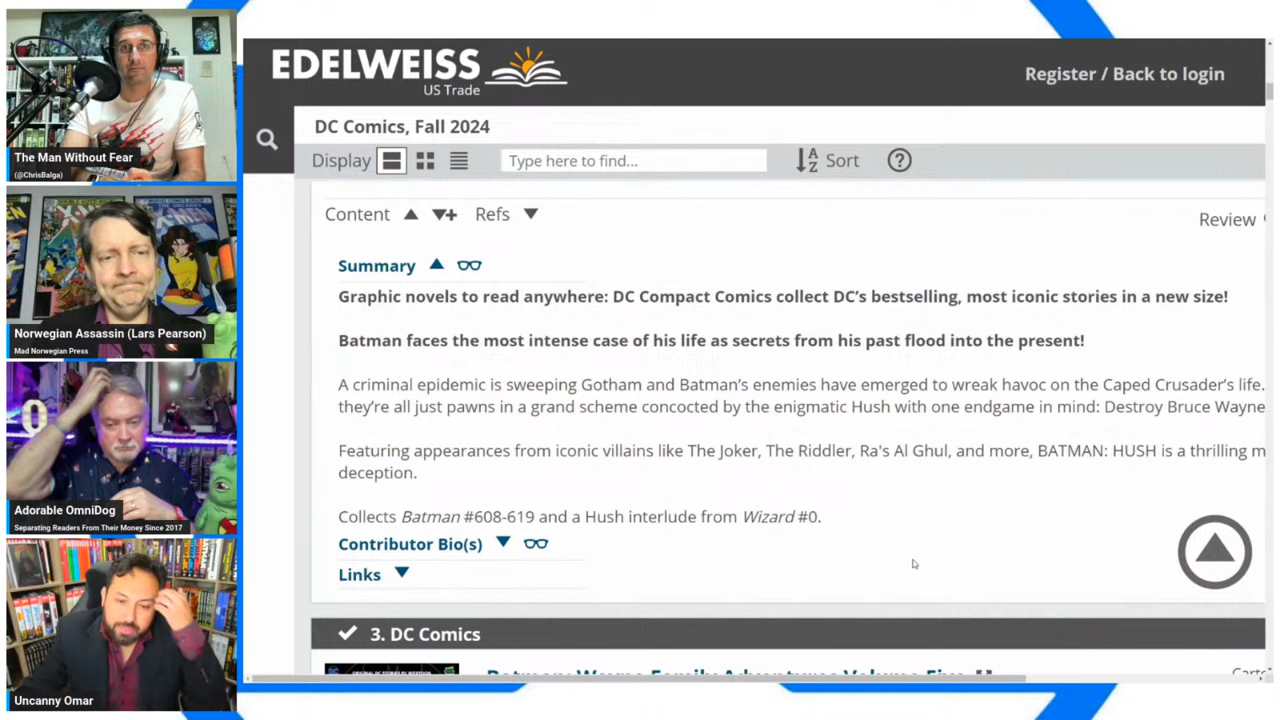 The Man Without Fear
(@ChrisBalga)
Norwegian Assassin (Lars Pearson)
Mad Norwegian Press
Adorable OmniDog
Separating Readers From Their Money Since 2017
Uncanny Omar
EDELWEISS
US Trade
Register / Back to login
DC Comics, Fall 2024
Display
Type here to find...
A
Z
Sort
?
Content
Refs
Review
Summary
Graphic novels to read anywhere: DC Compact Comics collect DC’s bestselling, most iconic stories in a new size!
Batman faces the most intense case of his life as secrets from his past flood into the present!
A criminal epidemic is sweeping Gotham and Batman’s enemies have emerged to wreak havoc on the Caped Crusader’s life.
they’re all just pawns in a grand scheme concocted by the enigmatic Hush with one endgame in mind: Destroy Bruce Wayne
Featuring appearances from iconic villains like The Joker, The Riddler, Ra's Al Ghul, and more, BATMAN: HUSH is a thrilling m
deception.
Collects Batman #608-619 and a Hush interlude from Wizard #0.
Contributor Bio(s)
Links
3. DC Comics
Batman: Wayne Family Adventures Volume Five